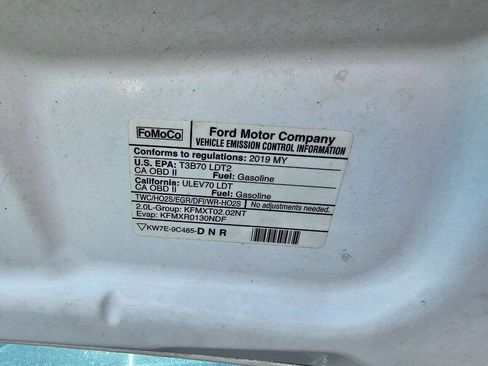 FoMoCo
Ford Motor Company
VEHICLE EMISSION CONTROL INFORMATION
Conforms to regulations: 2019 MY
U.S. EPA: T3B70 LDT2
CA OBD II Fuel: Gasoline
California: ULEV70 LDT
CA OBD II Fuel: Gasoline
TWC/HO2S/EGR/DFI/WR-HO2S No adjustments needed.
2.0L-Group: KFMXT02.02NT
Evap: KFMXR0130NDF
KW7E-9C485-DNR